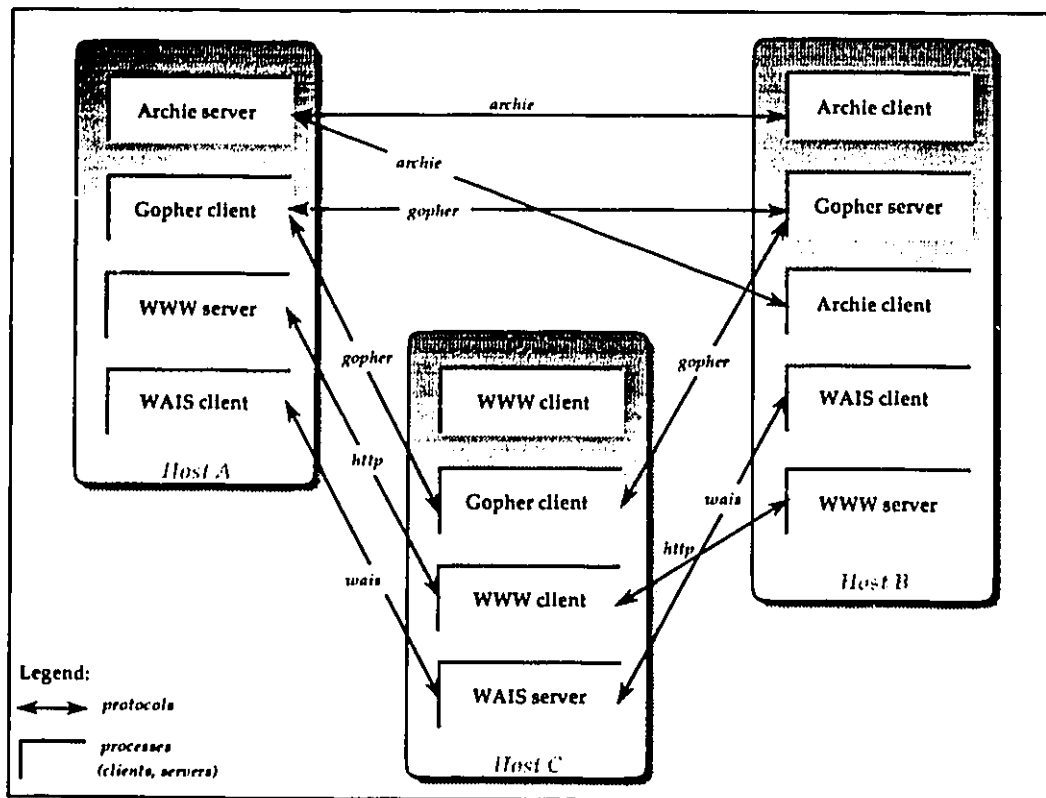 Archie server
Gopher client
WWW server
WAIS client
Host A
archie
archie
gopher
gopher
http
wais
WWW client
Gopher client
WWW client
WAIS server
Host C
gopher
wais
http
Archie client
Gopher server
Archie client
WAIS client
WWW server
Host B
Legend:
protocols
processes
(clients, servers)